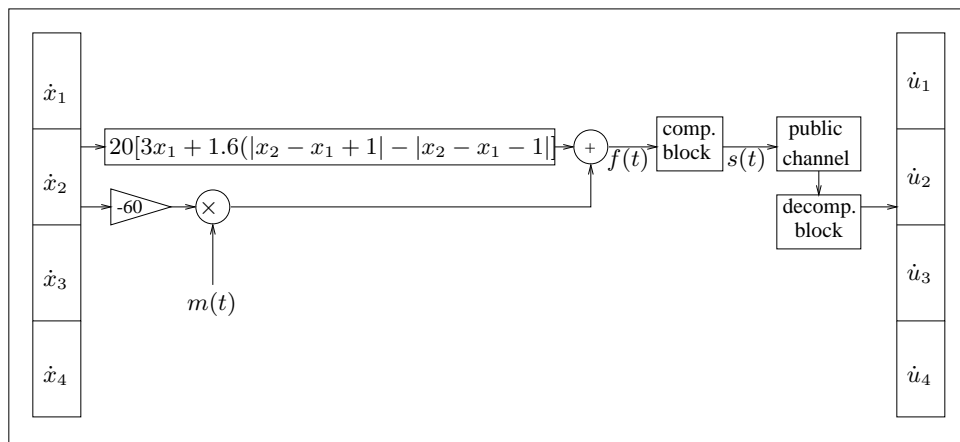 ẋ₁
ẋ₂
ẋ₃
ẋ₄
20[3x₁ + 1.6(|x₂ − x₁ + 1| − |x₂ − x₁ − 1|]
-60
×
m(t)
+
f(t)
comp.
block
s(t)
public
channel
decomp.
block
u̇₁
u̇₂
u̇₃
u̇₄